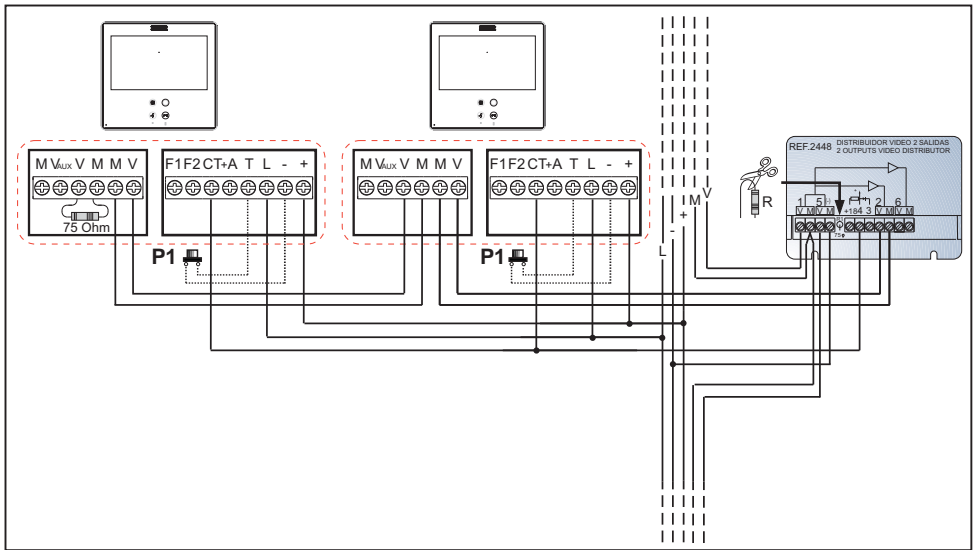 M VAUX V M M V
F1 F2 CT+A T L - +
75 Ohm
P1
M VAUX V M M V
F1 F2 CT+A T L - +
P1
L
-
+
M
V
R
REF.2448
DISTRIBUIDOR VIDEO 2 SALIDAS
2 OUTPUTS VIDEO DISTRIBUTOR
1 5 (-) +18 4 3 2 6
V M V M V M V M